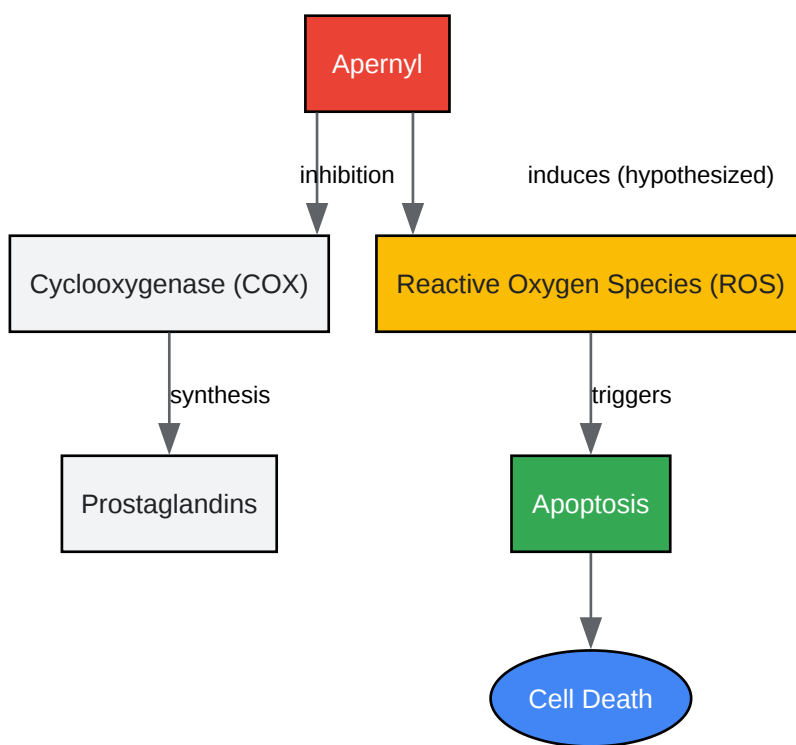 Apernyl
inhibition
induces (hypothesized)
Cyclooxygenase (COX)
Reactive Oxygen Species (ROS)
synthesis
triggers
Prostaglandins
Apoptosis
Cell Death